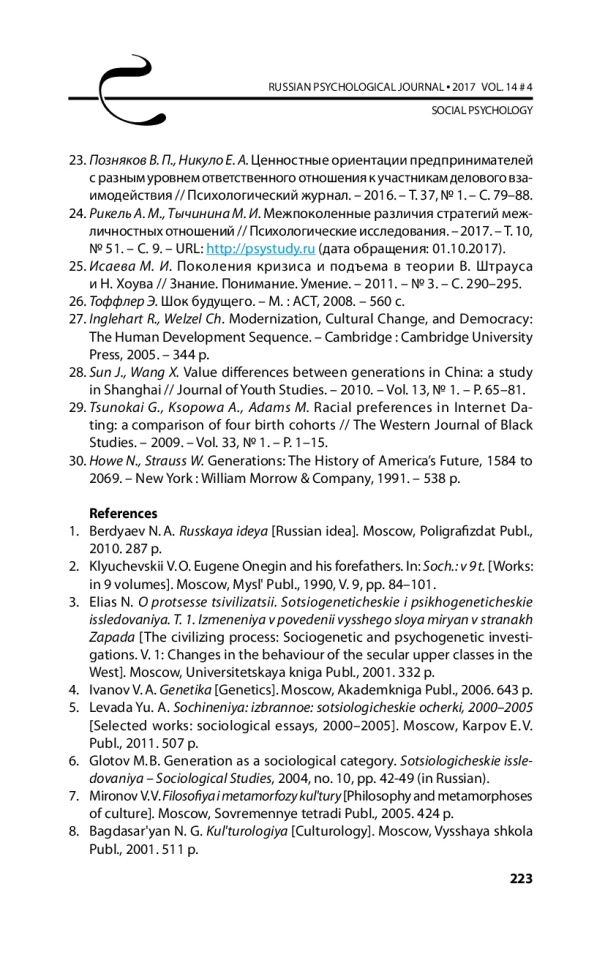 RUSSIAN PSYCHOLOGICAL JOURNAL • 2017 VOL. 14 # 4
SOCIAL PSYCHOLOGY
23. Позняков В. П., Никуло Е. А. Ценностные ориентации предпринимателей
с разным уровнем ответственного отношения к участникам делового вза-
имодействия // Психологический журнал. – 2016. – Т. 37, № 1. – С. 79–88.
24. Рикель А. М., Тычинина М. И. Межпоколенные различия стратегий меж-
личностных отношений // Психологические исследования. – 2017. – Т. 10,
№ 51. – С. 9. – URL: http://psystudy.ru (дата обращения: 01.10.2017).
25. Исаева М. И. Поколения кризиса и подъема в теории В. Штрауса
и Н. Хоува // Знание. Понимание. Умение. – 2011. – № 3. – С. 290–295.
26. Тоффлер Э. Шок будущего. – М. : АСТ, 2008. – 560 с.
27. Inglehart R., Welzel Ch. Modernization, Cultural Change, and Democracy:
The Human Development Sequence. – Cambridge : Cambridge University
Press, 2005. – 344 p.
28. Sun J., Wang X. Value differences between generations in China: a study
in Shanghai // Journal of Youth Studies. – 2010. – Vol. 13, № 1. – P. 65–81.
29. Tsunokai G., Ksopowa A., Adams M. Racial preferences in Internet Da-
ting: a comparison of four birth cohorts // The Western Journal of Black
Studies. – 2009. – Vol. 33, № 1. – P. 1–15.
30. Howe N., Strauss W. Generations: The History of America’s Future, 1584 to
2069. – New York : William Morrow & Company, 1991. – 538 p.
References
1. Berdyaev N. A. Russkaya ideya [Russian idea]. Moscow, Poligrafizdat Publ.,
2010. 287 p.
2. Klyuchevskii V. O. Eugene Onegin and his forefathers. In: Soch.: v 9 t. [Works:
in 9 volumes]. Moscow, Mysl' Publ., 1990, V. 9, pp. 84–101.
3. Elias N. O protsesse tsivilizatsii. Sotsiogeneticheskie i psikhogeneticheskie
issledovaniya. T. 1. Izmeneniya v povedenii vysshego sloya miryan v stranakh
Zapada [The civilizing process: Sociogenetic and psychogenetic investi-
gations. V. 1: Changes in the behaviour of the secular upper classes in the
West]. Moscow, Universitetskaya kniga Publ., 2001. 332 p.
4. Ivanov V. A. Genetika [Genetics]. Moscow, Akademkniga Publ., 2006. 643 p.
5. Levada Yu. A. Sochineniya: izbrannoe: sotsiologicheskie ocherki, 2000–2005
[Selected works: sociological essays, 2000–2005]. Moscow, Karpov E. V.
Publ., 2011. 507 p.
6. Glotov M. B. Generation as a sociological category. Sotsiologicheskie issle-
dovaniya – Sociological Studies, 2004, no. 10, pp. 42-49 (in Russian).
7. Mironov V.V. Filosofiya i metamorfozy kul'tury [Philosophy and metamorphoses
of culture]. Moscow, Sovremennye tetradi Publ., 2005. 424 p.
8. Bagdasar'yan N. G. Kul'turologiya [Culturology]. Moscow, Vysshaya shkola
Publ., 2001. 511 p.
223